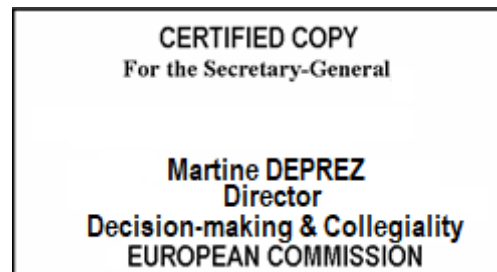 CERTIFIED COPY
For the Secretary-General
Martine DEPREZ
Director
Decision-making & Collegiality
EUROPEAN COMMISSION